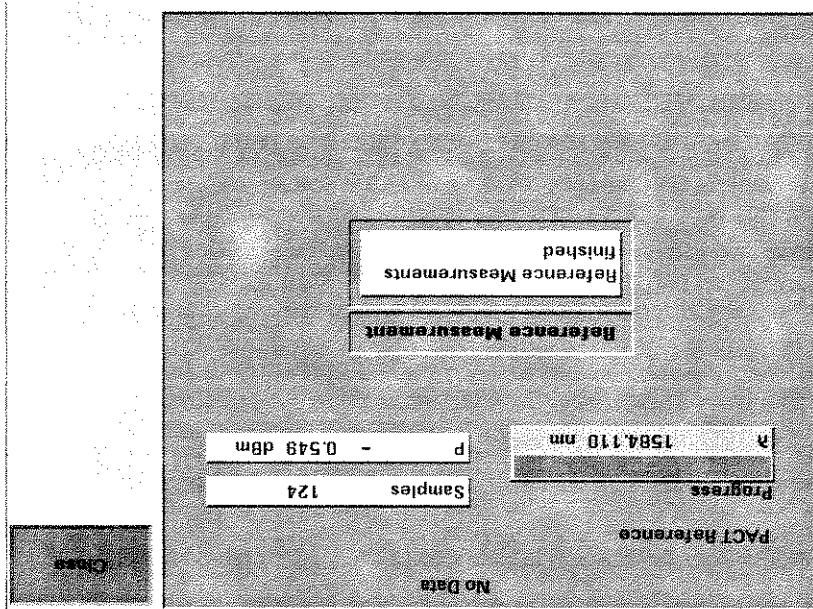 No Data
Close
PACT Reference
Progress
Samples 124
λ 1584.110 nm
P - 0.549 dBm
Reference Measurement
Reference Measurements
finished